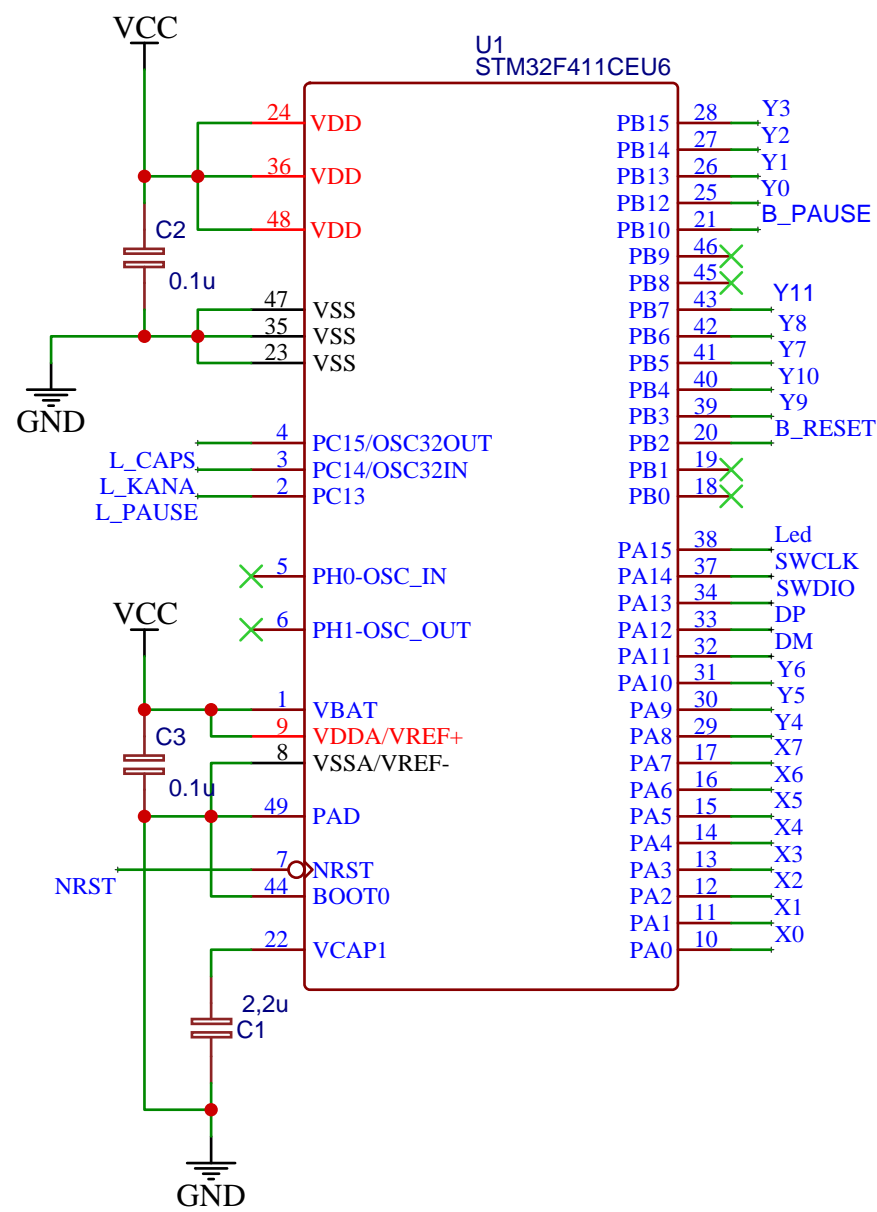 VCC
U1
STM32F411CEU6
24 VDD
36 VDD
48 VDD
C2
0.1u
47 VSS
35 VSS
23 VSS
GND
4 PC15/OSC32OUT
L_CAPS 3 PC14/OSC32IN
L_KANA 2 PC13
L_PAUSE
5 PH0-OSC_IN
VCC
6 PH1-OSC_OUT
1 VBAT
C3 9 VDDA/VREF+
8 VSSA/VREF-
0.1u
49 PAD
7 NRST
NRST
44 BOOT0
22 VCAP1
2,2u
C1
GND
PB15 28 Y3
PB14 27 Y2
PB13 26 Y1
PB12 25 Y0
PB10 21 B_PAUSE
PB9 46
PB8 45
PB7 43 Y11
PB6 42 Y8
PB5 41 Y7
PB4 40 Y10
PB3 39 Y9
PB2 20 B_RESET
PB1 19
PB0 18
PA15 38 Led
PA14 37 SWCLK
PA13 34 SWDIO
PA12 33 DP
PA11 32 DM
PA10 31 Y6
PA9 30 Y5
PA8 29 Y4
PA7 17 X7
PA6 16 X6
PA5 15 X5
PA4 14 X4
PA3 13 X3
PA2 12 X2
PA1 11 X1
PA0 10 X0